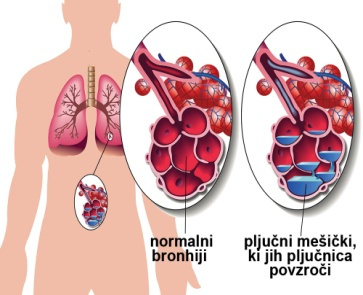 normalni
bronhiji
pljučni mešički,
ki jih pljučnica
povzroči